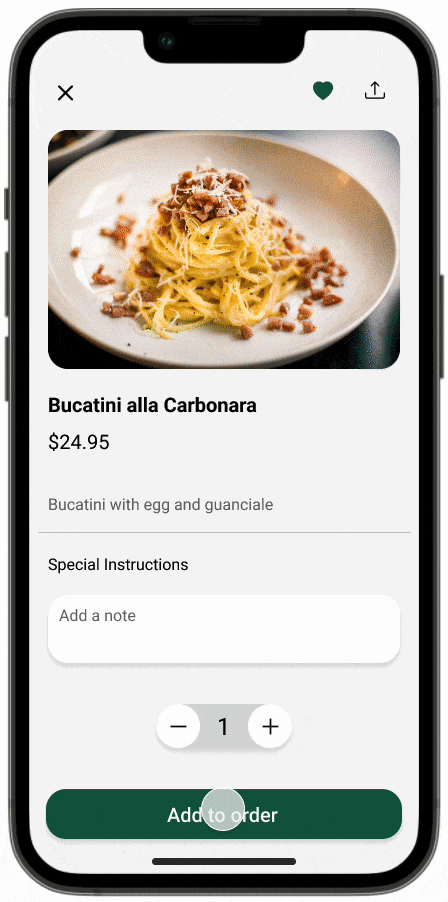 Bucatini alla Carbonara
$24.95
Bucatini with egg and guanciale
Special Instructions
Add a note
1
Add to order